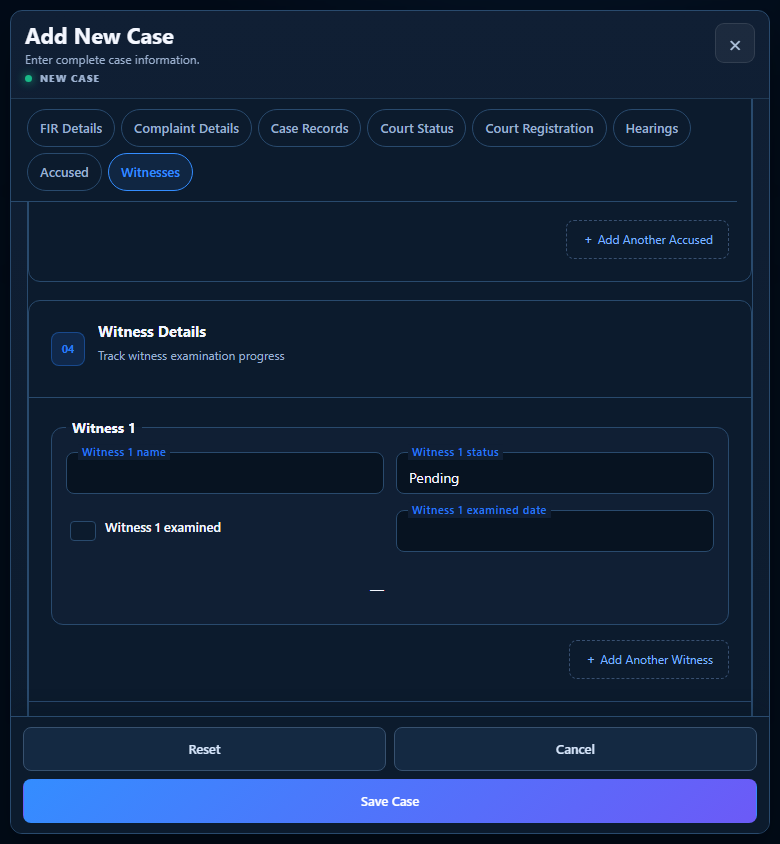 Add New Case
Enter complete case information.
NEW CASE
×
FIR Details
Complaint Details
Case Records
Court Status
Court Registration
Hearings
Accused
Witnesses
+ Add Another Accused
04
Witness Details
Track witness examination progress
Witness 1
Witness 1 name
Witness 1 status
Pending
Witness 1 examined
Witness 1 examined date
—
+ Add Another Witness
Reset
Cancel
Save Case